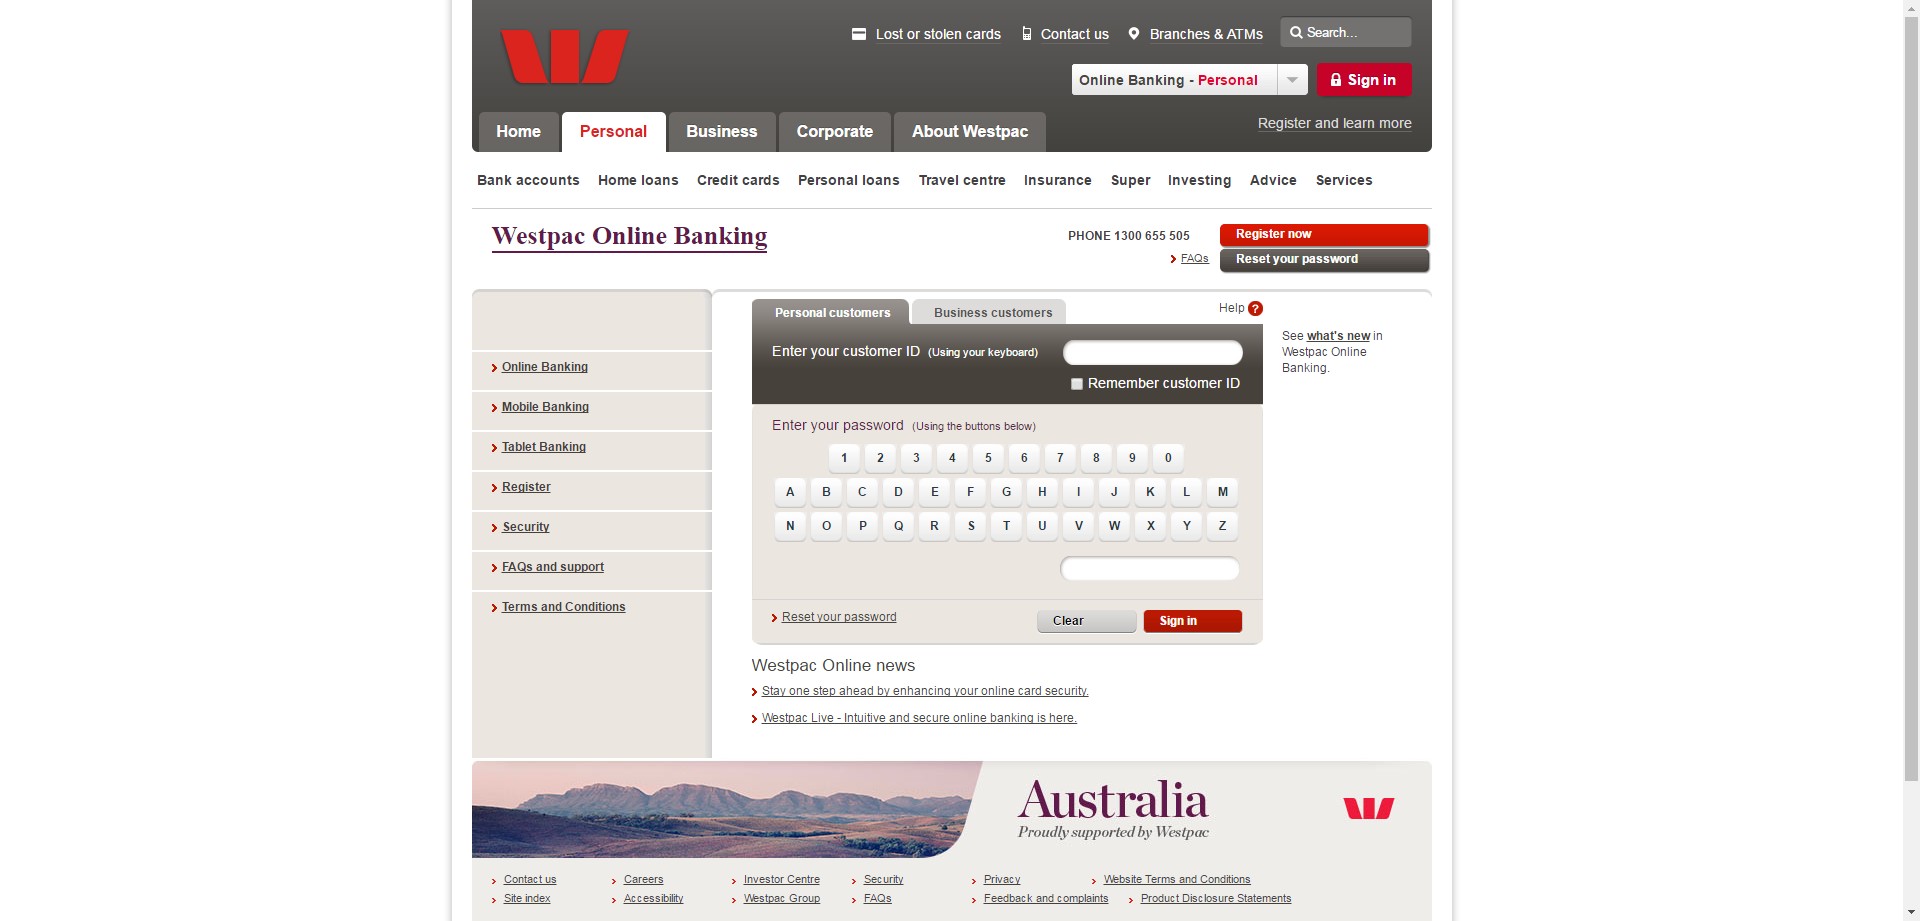 Lost or stolen cards Contact us Branches & ATMs Search...
Online Banking - Personal Sign in
Home Personal Business Corporate About Westpac Register and learn more
Bank accounts Home loans Credit cards Personal loans Travel centre Insurance Super Investing Advice Services
Westpac Online Banking
PHONE 1300 655 505
FAQs
Register now
Reset your password
Online Banking
Mobile Banking
Tablet Banking
Register
Security
FAQs and support
Terms and Conditions
Personal customers Business customers Help ?
Enter your customer ID (Using your keyboard)
Remember customer ID
Enter your password (Using the buttons below)
1 2 3 4 5 6 7 8 9 0
A B C D E F G H I J K L M
N O P Q R S T U V W X Y Z
Reset your password Clear Sign in
See what's new in
Westpac Online
Banking.
Westpac Online news
Stay one step ahead by enhancing your online card security.
Westpac Live - Intuitive and secure online banking is here.
Australia
Proudly supported by Westpac
Contact us Careers Investor Centre Security Privacy Website Terms and Conditions
Site index Accessibility Westpac Group FAQs Feedback and complaints Product Disclosure Statements